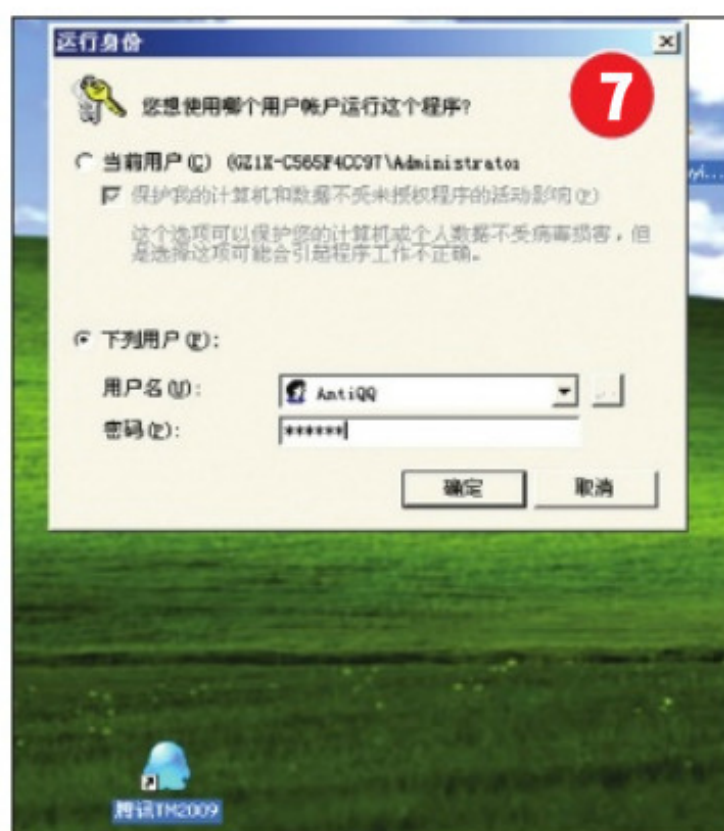 运行身份
7
您想使用哪个用户帐户运行这个程序?
当前用户(C) (GZ1X-C565F4CC97\Administrator
保护我的计算机和数据不受未授权程序的活动影响(P)
这个选项可以保护您的计算机或个人数据不受病毒损害，但
是选择这项可能会引起程序工作不正确。
下列用户(F):
用户名(U): AntiQQ
密码(P): ******
确定 取消
腾讯TM2009